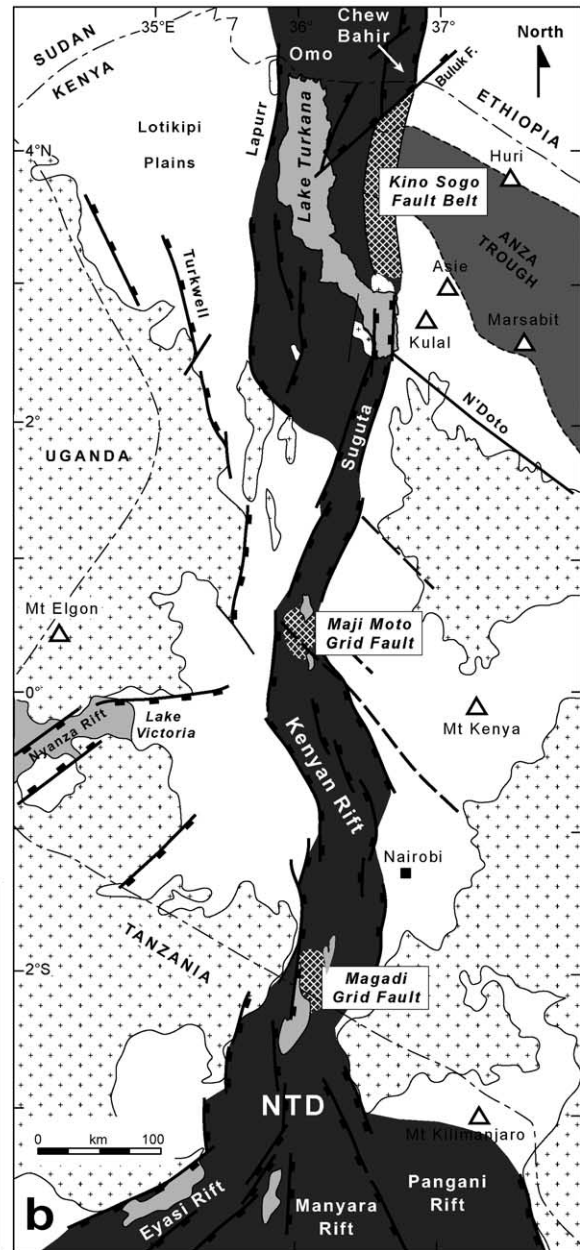 35°E
36°
37°
Chew
Bahir
North
SUDAN
KENYA
Omo
Buluk F.
ETHIOPIA
Lapurr
Lotikipi
Plains
4°N
Lake Turkana
Huri
Kino Sogo
Fault Belt
ANZA
TROUGH
Turkwell
Asie
Kulal
Marsabit
2°
N'Doto
Suguta
UGANDA
Mt Elgon
Maji Moto
Grid Fault
0°
Nyanza Rift
Lake
Victoria
Mt Kenya
Kenyan Rift
Nairobi
TANZANIA
2°S
Magadi
Grid Fault
NTD
0 km 100
Mt Kilimanjaro
Eyasi Rift
Manyara
Rift
Pangani
Rift
b